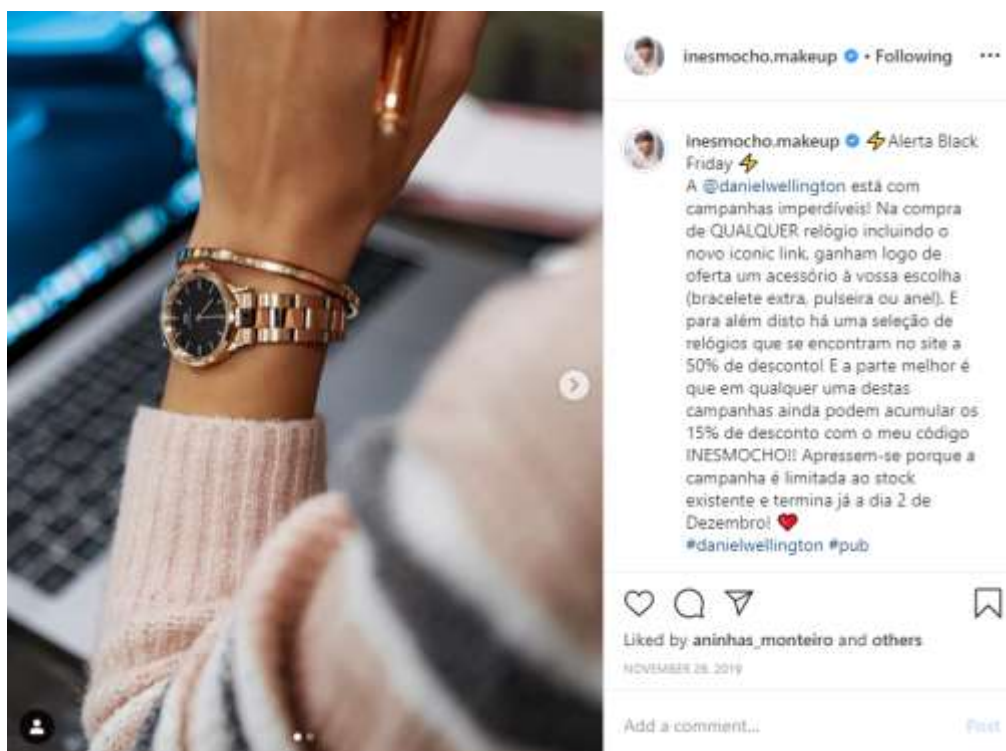 inesmocho.makeup • Following
inesmocho.makeup ⚡Alerta Black
Friday ⚡
A @danielwellington está com
campanhas imperdíveis! Na compra
de QUALQUER relógio incluindo o
novo iconic link, ganham logo de
oferta um acessório à vossa escolha
(bracelete extra, pulseira ou anel). E
para além disto há uma seleção de
relógios que se encontram no site a
50% de desconto! E a parte melhor é
que em qualquer uma destas
campanhas ainda podem acumular os
15% de desconto com o meu código
INESMOCHO!! Apressem-se porque a
campanha é limitada ao stock
existente e termina já a dia 2 de
Dezembro! ❤️
#danielwellington #pub
Liked by aninhas_monteiro and others
NOVEMBER 28, 2019
Add a comment...
Post